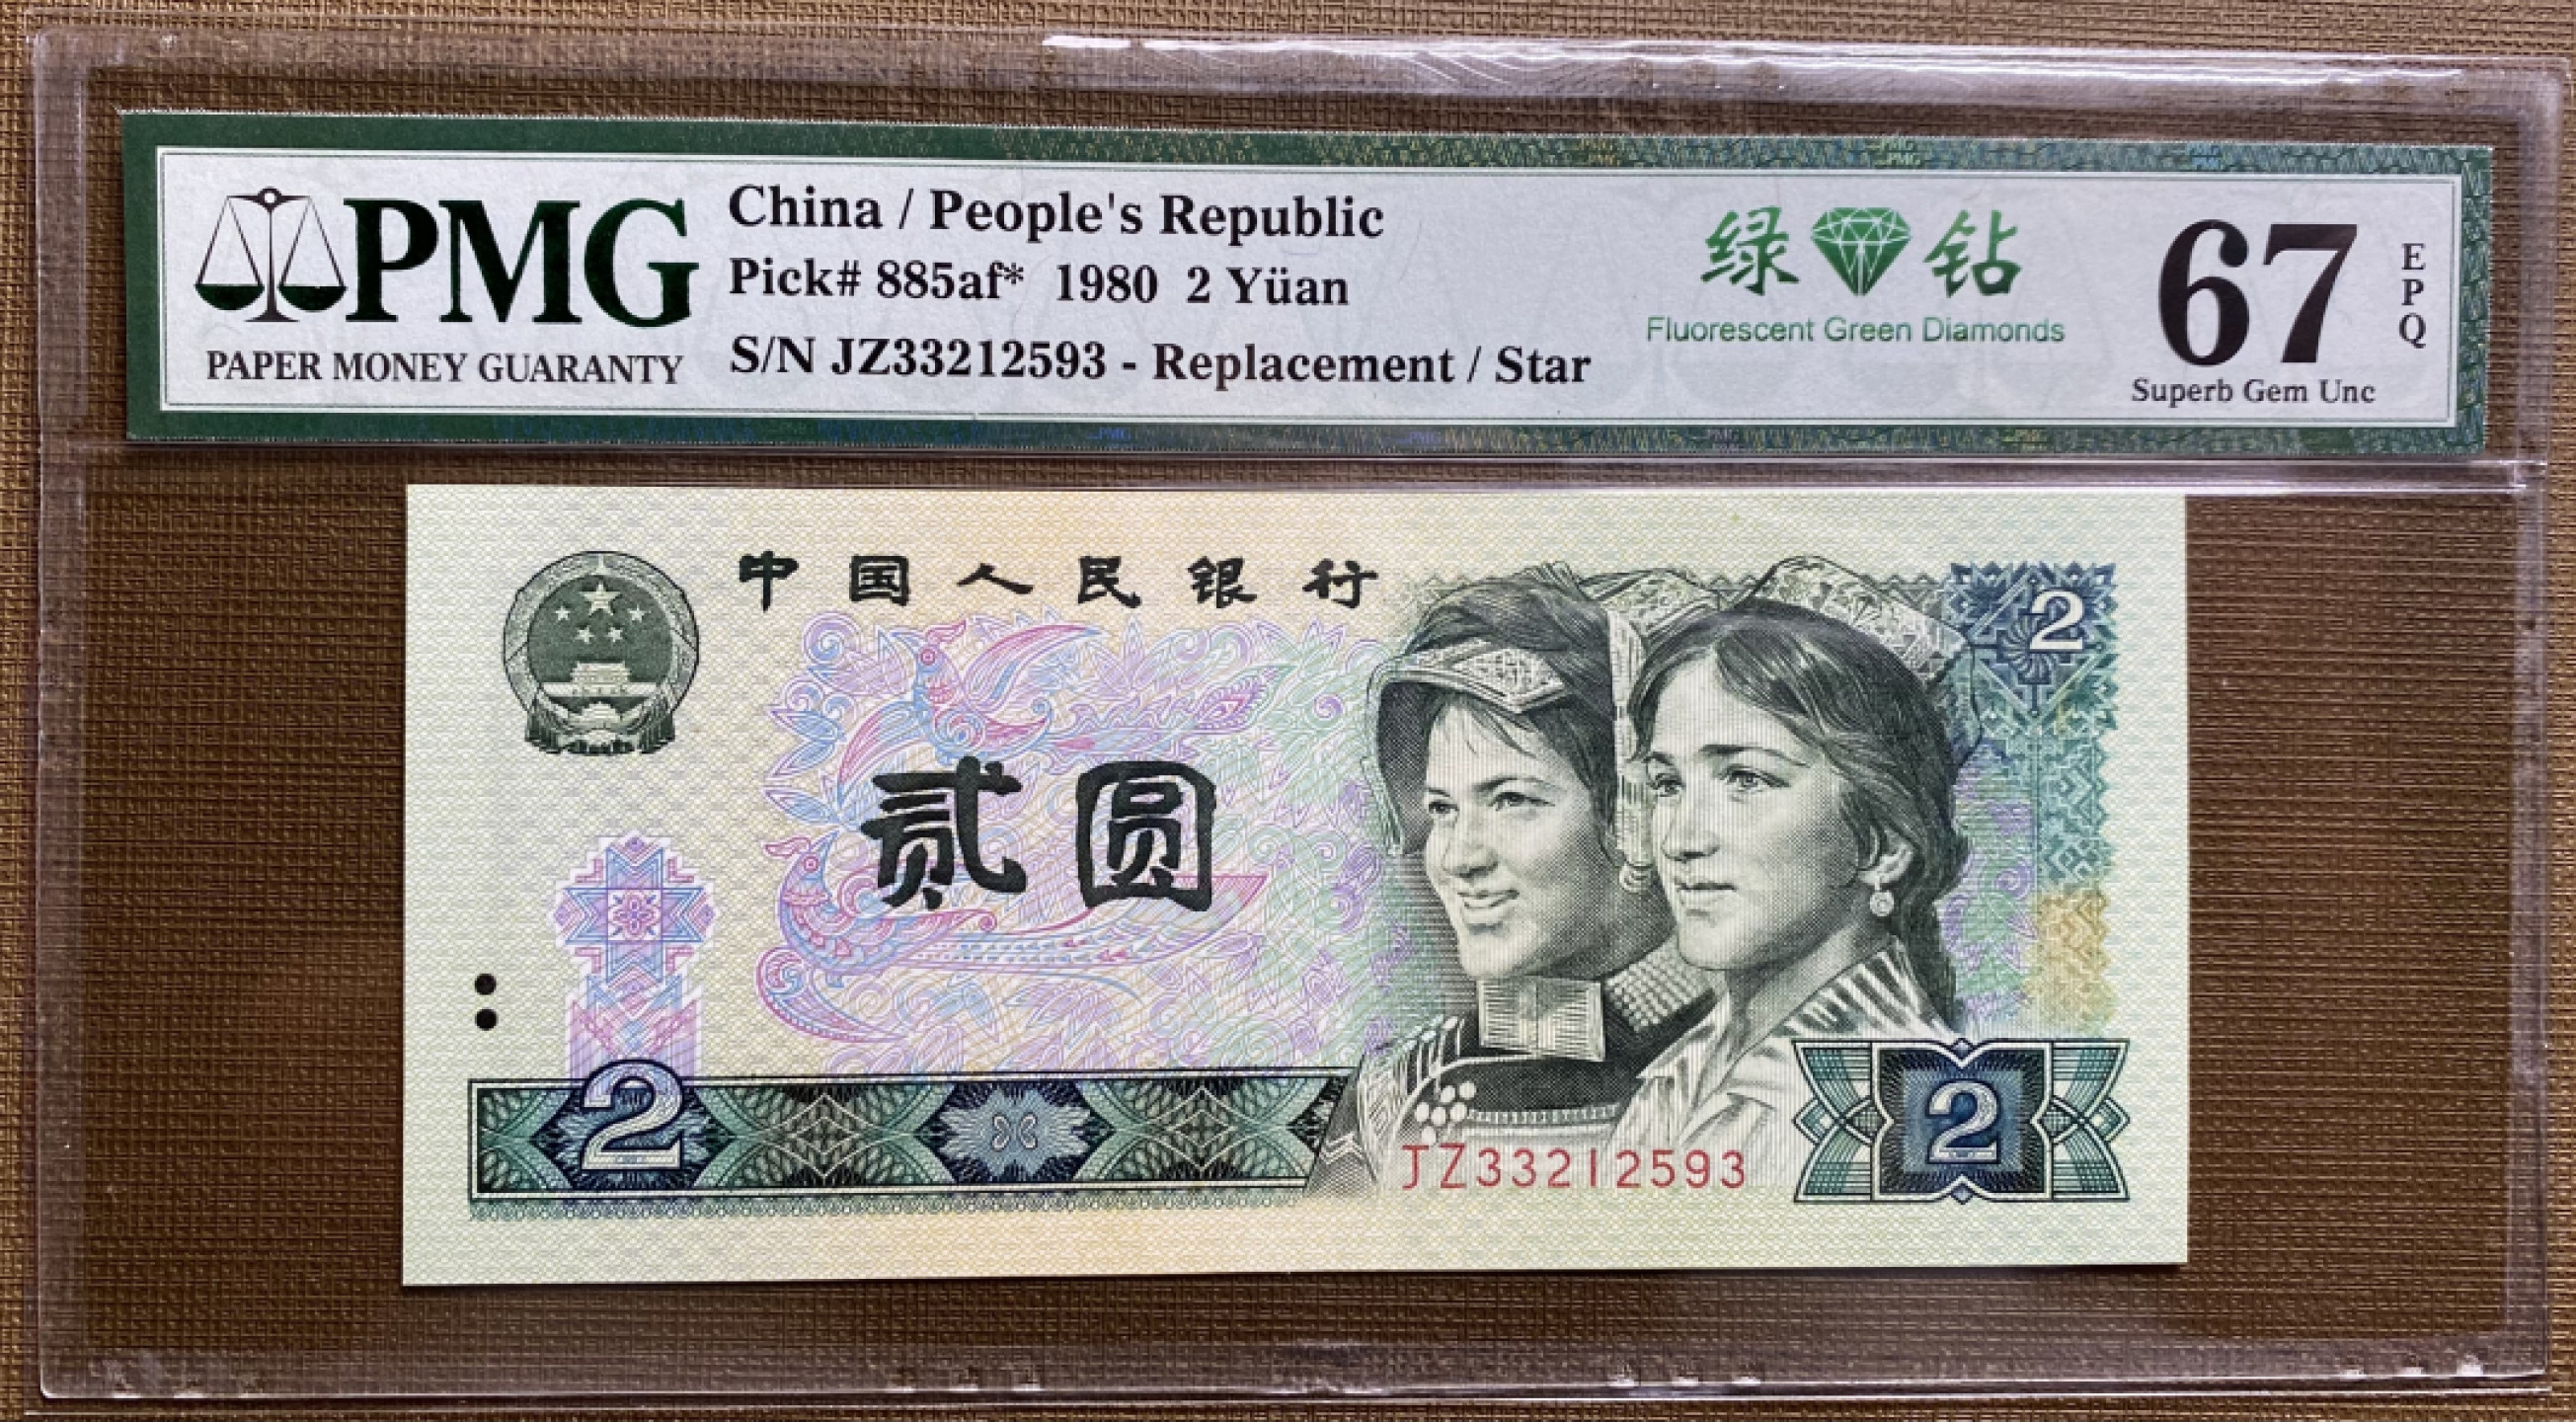 PMG
PAPER MONEY GUARANTY
China / People's Republic
Pick# 885af* 1980 2 Yüan
S/N JZ33212593 - Replacement / Star
绿 钻
Fluorescent Green Diamonds
67
EPQ
Superb Gem Unc
中国人民银行
2
贰圆
2
JZ33212593
2